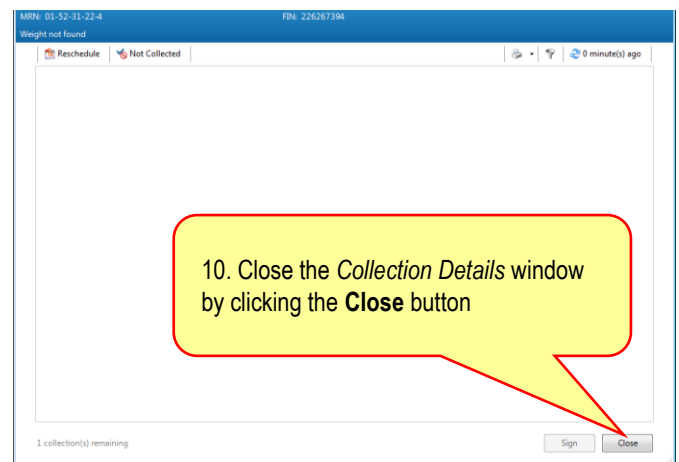 MRN: 01-52-31-22-4 FIN: 226267394
Weight not found
Reschedule Not Collected 0 minute(s) ago
10. Close the Collection Details window
by clicking the Close button
1 collection(s) remaining Sign Close